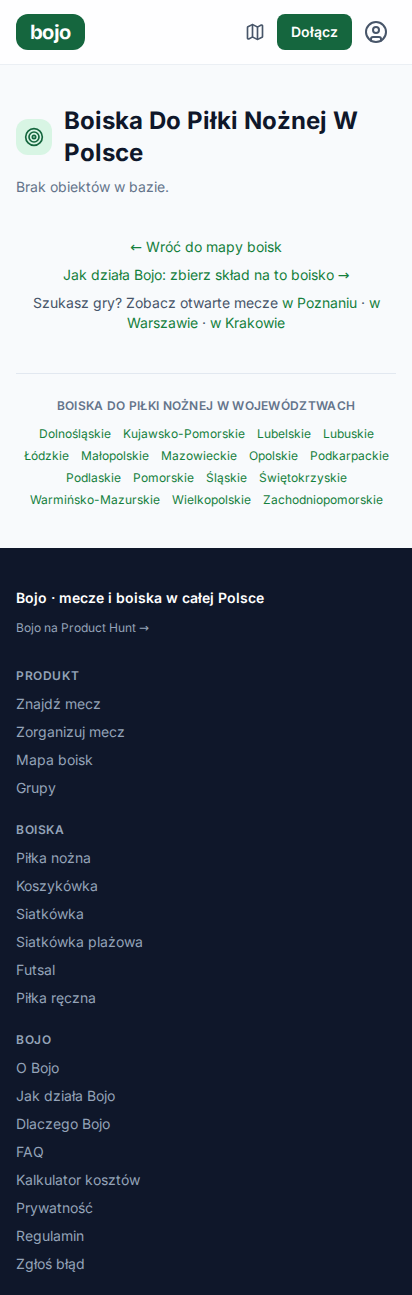 bojo
Dołącz
Boiska Do Piłki Nożnej W
Polsce
Brak obiektów w bazie.
← Wróć do mapy boisk
Jak działa Bojo: zbierz skład na to boisko →
Szukasz gry? Zobacz otwarte mecze w Poznaniu · w
Warszawie · w Krakowie
BOISKA DO PIŁKI NOŻNEJ W WOJEWÓDZTWACH
Dolnośląskie Kujawsko-Pomorskie Lubelskie Lubuskie
Łódzkie Małopolskie Mazowieckie Opolskie Podkarpackie
Podlaskie Pomorskie Śląskie Świętokrzyskie
Warmińsko-Mazurskie Wielkopolskie Zachodniopomorskie
Bojo · mecze i boiska w całej Polsce
Bojo na Product Hunt →
PRODUKT
Znajdź mecz
Zorganizuj mecz
Mapa boisk
Grupy
BOISKA
Piłka nożna
Koszykówka
Siatkówka
Siatkówka plażowa
Futsal
Piłka ręczna
BOJO
O Bojo
Jak działa Bojo
Dlaczego Bojo
FAQ
Kalkulator kosztów
Prywatność
Regulamin
Zgłoś błąd